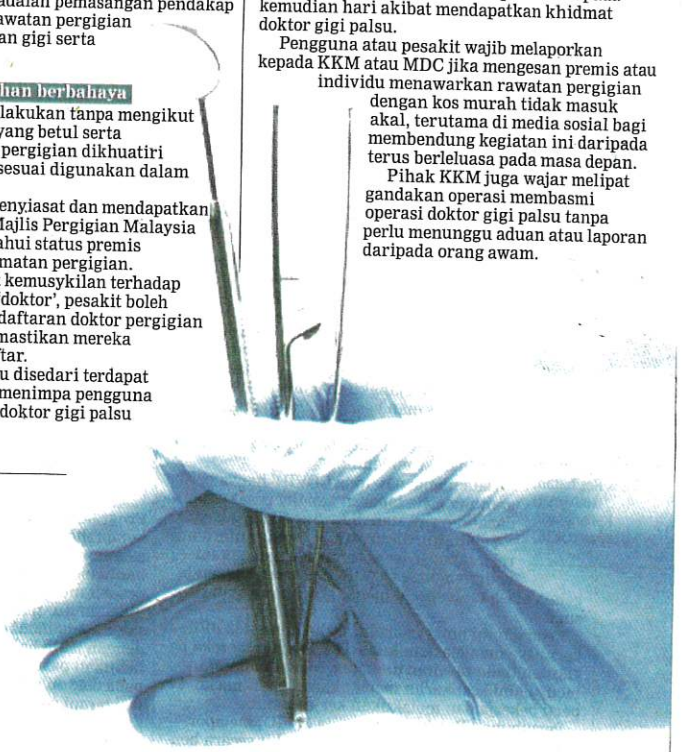 adalah pemasangan pendakap
awatan pergigian
an gigi serta
han berbahaya
lakukan tanpa mengikut
yang betul serta
pergigian dikhuatiri
sesuai digunakan dalam
enyiasat dan mendapatkan
Majlis Pergigian Malaysia
ahui status premis
matan pergigian.
kemusykilan terhadap
'doktor', pesakit boleh
daftaran doktor pergigian
mastikan mereka
tar.
u disedari terdapat
menimpa pengguna
doktor gigi palsu
kemudian hari akibat mendapatkan khidmat
doktor gigi palsu.
Pengguna atau pesakit wajib melaporkan
kepada KKM atau MDC jika mengesan premis atau
individu menawarkan rawatan pergigian
dengan kos murah tidak masuk
akal, terutama di media sosial bagi
membendung kegiatan ini daripada
terus berleluasa pada masa depan.
Pihak KKM juga wajar melipat
gandakan operasi membasmi
operasi doktor gigi palsu tanpa
perlu menunggu aduan atau laporan
daripada orang awam.